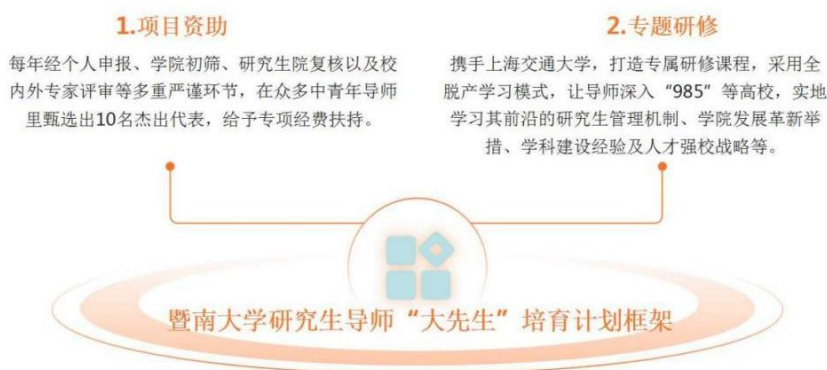 1.项目资助
每年经个人申报、学院初筛、研究生院复核以及校
内外专家评审等多重严谨环节，在众多中青年导师
里甄选出10名杰出代表，给予专项经费扶持。
2.专题研修
携手上海交通大学，打造专属研修课程，采用全
脱产学习模式，让导师深入“985”等高校，实地
学习其前沿的研究生管理机制、学院发展革新举
措、学科建设经验及人才强校战略等。
暨南大学研究生导师“大先生”培育计划框架